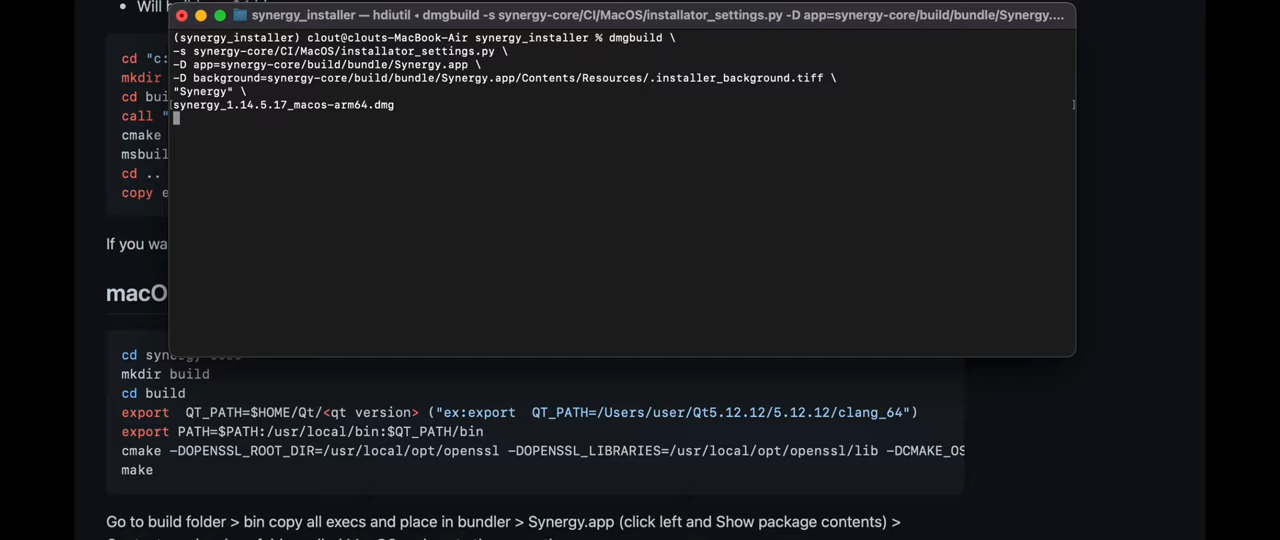 • Will
synergy_installer — hdiutil ◂ dmgbuild -s synergy-core/CI/MacOS/installator_settings.py -D app=synergy-core/build/bundle/Synergy....
(synergy_installer) clout@clouts-MacBook-Air synergy_installer % dmgbuild \
-s synergy-core/CI/MacOS/installator_settings.py \
-D app=synergy-core/build/bundle/Synergy.app \
-D background=synergy-core/build/bundle/Synergy.app/Contents/Resources/.installer_background.tiff \
"Synergy" \
synergy_1.14.5.17_macos-arm64.dmg
cd "c:
mkdir
cd bui
call "
cmake
msbuil
cd ..
copy e
If you wa
macO
cd
mkdir build
cd build
export QT_PATH=$HOME/Qt/<qt version> ("ex:export QT_PATH=/Users/user/Qt5.12.12/5.12.12/clang_64")
export PATH=$PATH:/usr/local/bin:$QT_PATH/bin
cmake -DOPENSSL_ROOT_DIR=/usr/local/opt/openssl -DOPENSSL_LIBRARIES=/usr/local/opt/openssl/lib -DCMAKE_OS
make
Go to build folder > bin copy all execs and place in bundler > Synergy.app (click left and Show package contents) >